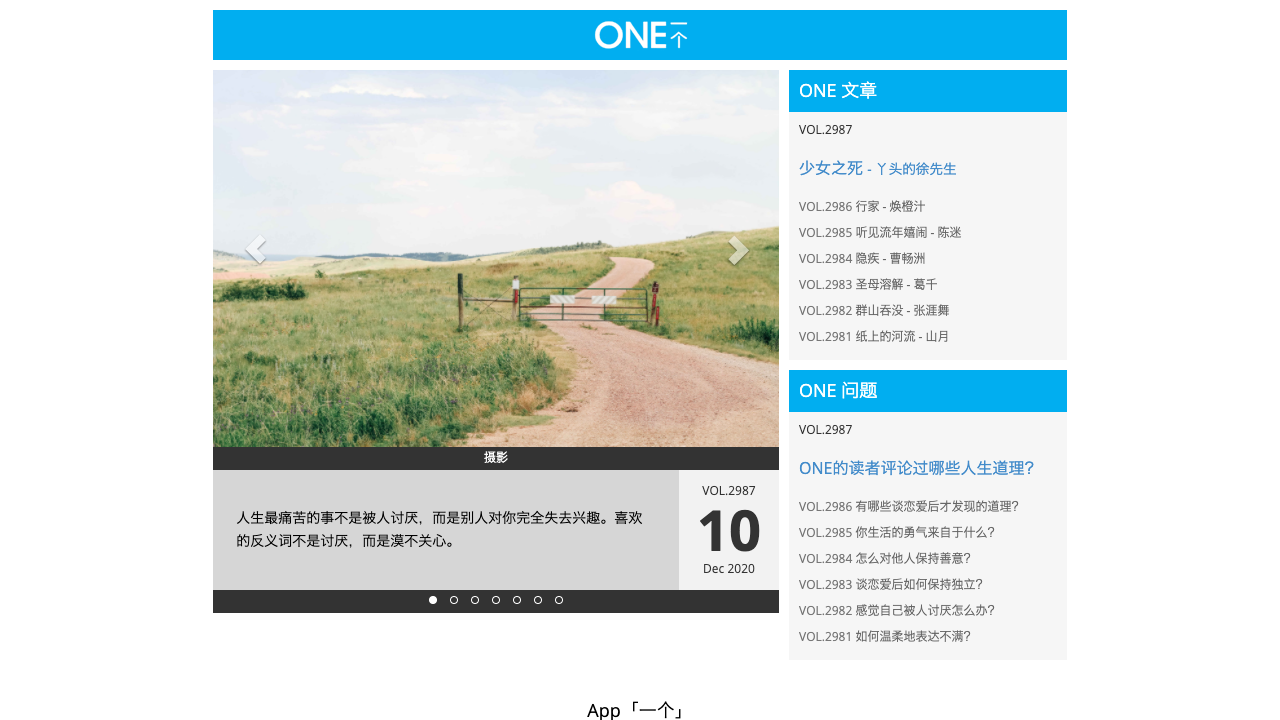 ONE一个
摄影
人生最痛苦的事不是被人讨厌，而是别人对你完全失去兴趣。喜欢
的反义词不是讨厌，而是漠不关心。
VOL.2987
10
Dec 2020
ONE 文章
VOL.2987
少女之死 - 丫头的徐先生
VOL.2986 行家 - 焕橙汁
VOL.2985 听见流年嬉闹 - 陈迷
VOL.2984 隐疾 - 曹畅洲
VOL.2983 圣母溶解 - 葛千
VOL.2982 群山吞没 - 张涯舞
VOL.2981 纸上的河流 - 山月
ONE 问题
VOL.2987
ONE的读者评论过哪些人生道理？
VOL.2986 有哪些谈恋爱后才发现的道理？
VOL.2985 你生活的勇气来自于什么？
VOL.2984 怎么对他人保持善意？
VOL.2983 谈恋爱后如何保持独立？
VOL.2982 感觉自己被人讨厌怎么办？
VOL.2981 如何温柔地表达不满？
App「一个」